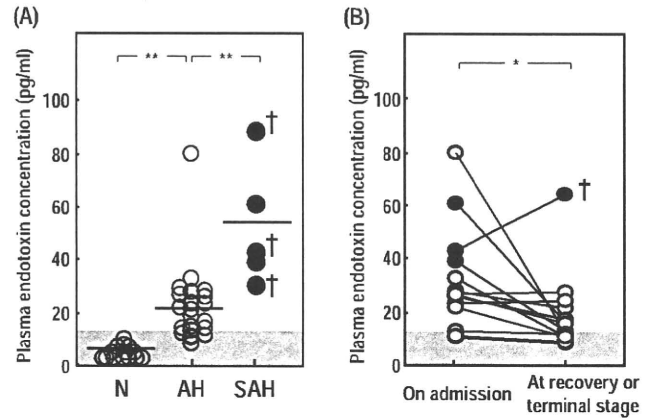 (A)
Plasma endotoxin concentration (pg/ml)
100
80
60
40
20
0
** **
†
†
†
N AH SAH
(B)
Plasma endotoxin concentration (pg/ml)
100
80
60
40
20
0
*
†
On admission
At recovery or
terminal stage